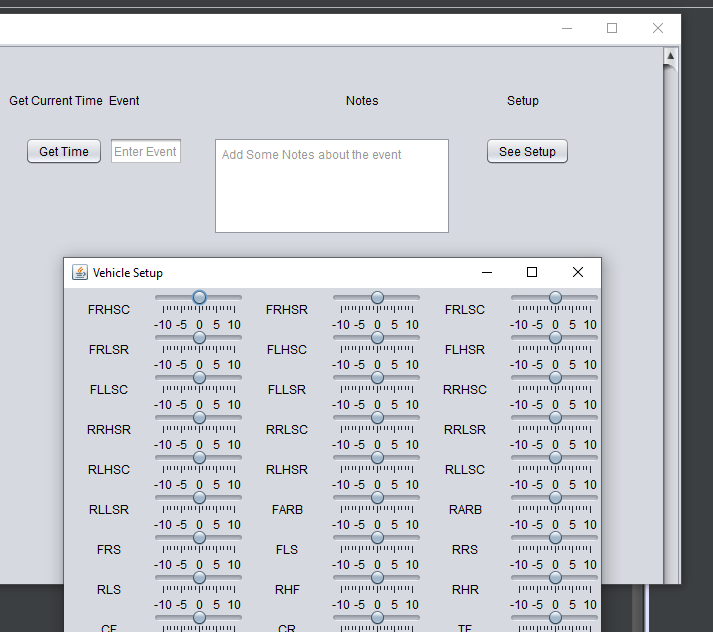 Get Current Time Event Notes Setup
Get Time Enter Event Add Some Notes about the event See Setup
Vehicle Setup
FRHSC FRHSR FRLSC
-10 -5 0 5 10 -10 -5 0 5 10 -10 -5 0 5 10
FRLSR FLHSC FLHSR
-10 -5 0 5 10 -10 -5 0 5 10 -10 -5 0 5 10
FLLSC FLLSR RRHSC
-10 -5 0 5 10 -10 -5 0 5 10 -10 -5 0 5 10
RRHSR RRLSC RRLSR
-10 -5 0 5 10 -10 -5 0 5 10 -10 -5 0 5 10
RLHSC RLHSR RLLSC
-10 -5 0 5 10 -10 -5 0 5 10 -10 -5 0 5 10
RLLSR FARB RARB
-10 -5 0 5 10 -10 -5 0 5 10 -10 -5 0 5 10
FRS FLS RRS
-10 -5 0 5 10 -10 -5 0 5 10 -10 -5 0 5 10
RLS RHF RHR
-10 -5 0 5 10 -10 -5 0 5 10 -10 -5 0 5 10